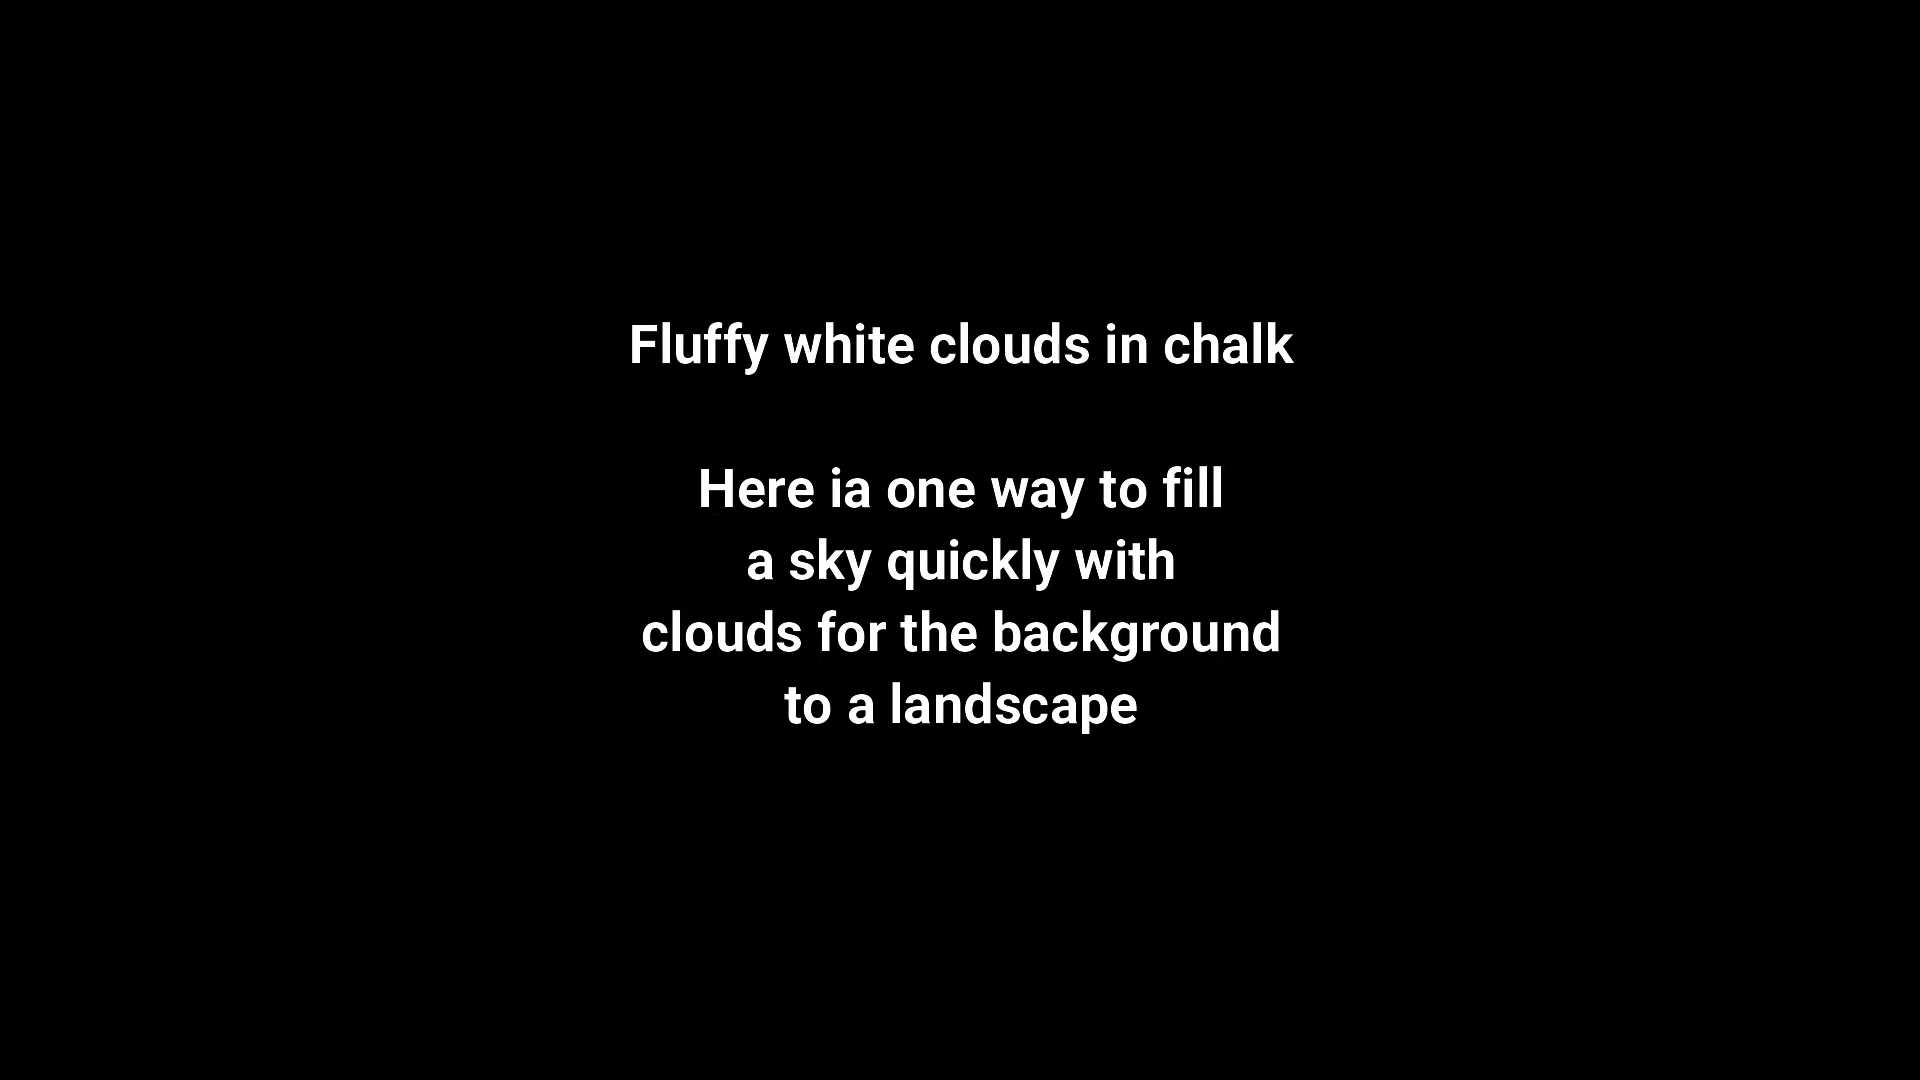 Fluffy white clouds in chalk
Here ia one way to fill
a sky quickly with
clouds for the background
to a landscape